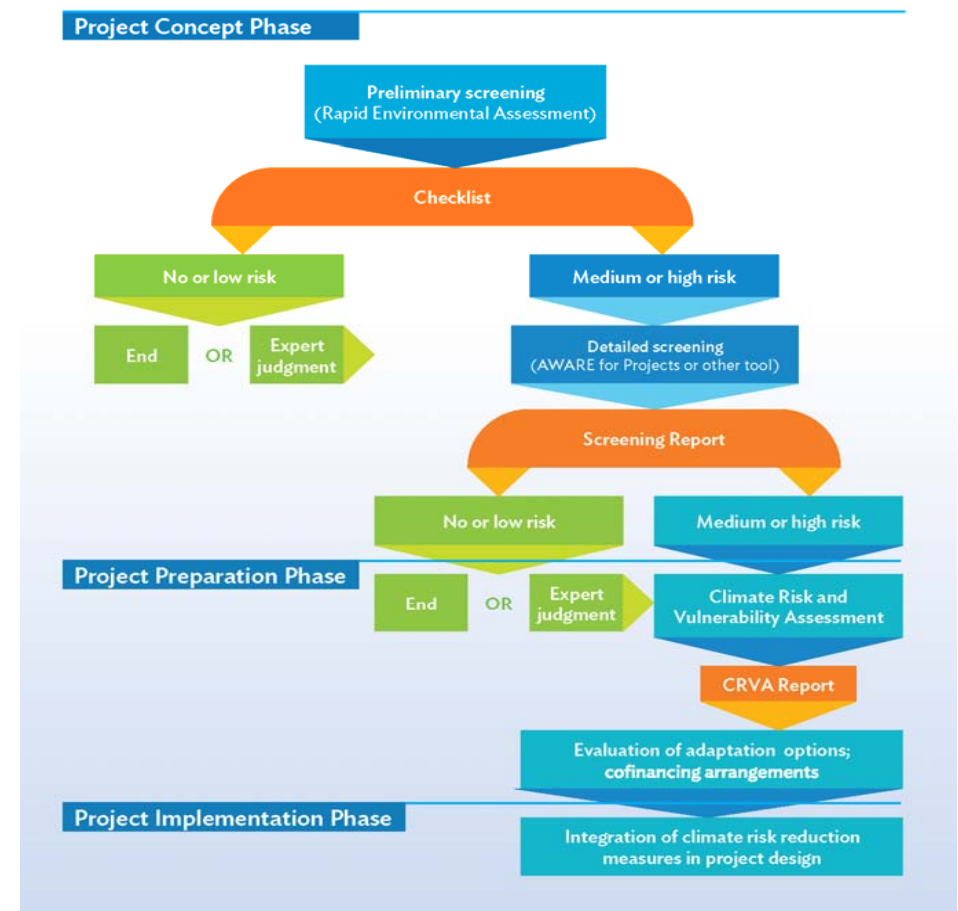 Project Concept Phase
Preliminary screening
(Rapid Environmental Assessment)
Checklist
No or low risk
Medium or high risk
End
OR
Expert
judgment
Detailed screening
(AWARE for Projects or other tool)
Screening Report
No or low risk
Medium or high risk
Project Preparation Phase
End
OR
Expert
judgment
Climate Risk and
Vulnerability Assessment
CRVA Report
Evaluation of adaptation options;
cofinancing arrangements
Project Implementation Phase
Integration of climate risk reduction
measures in project design